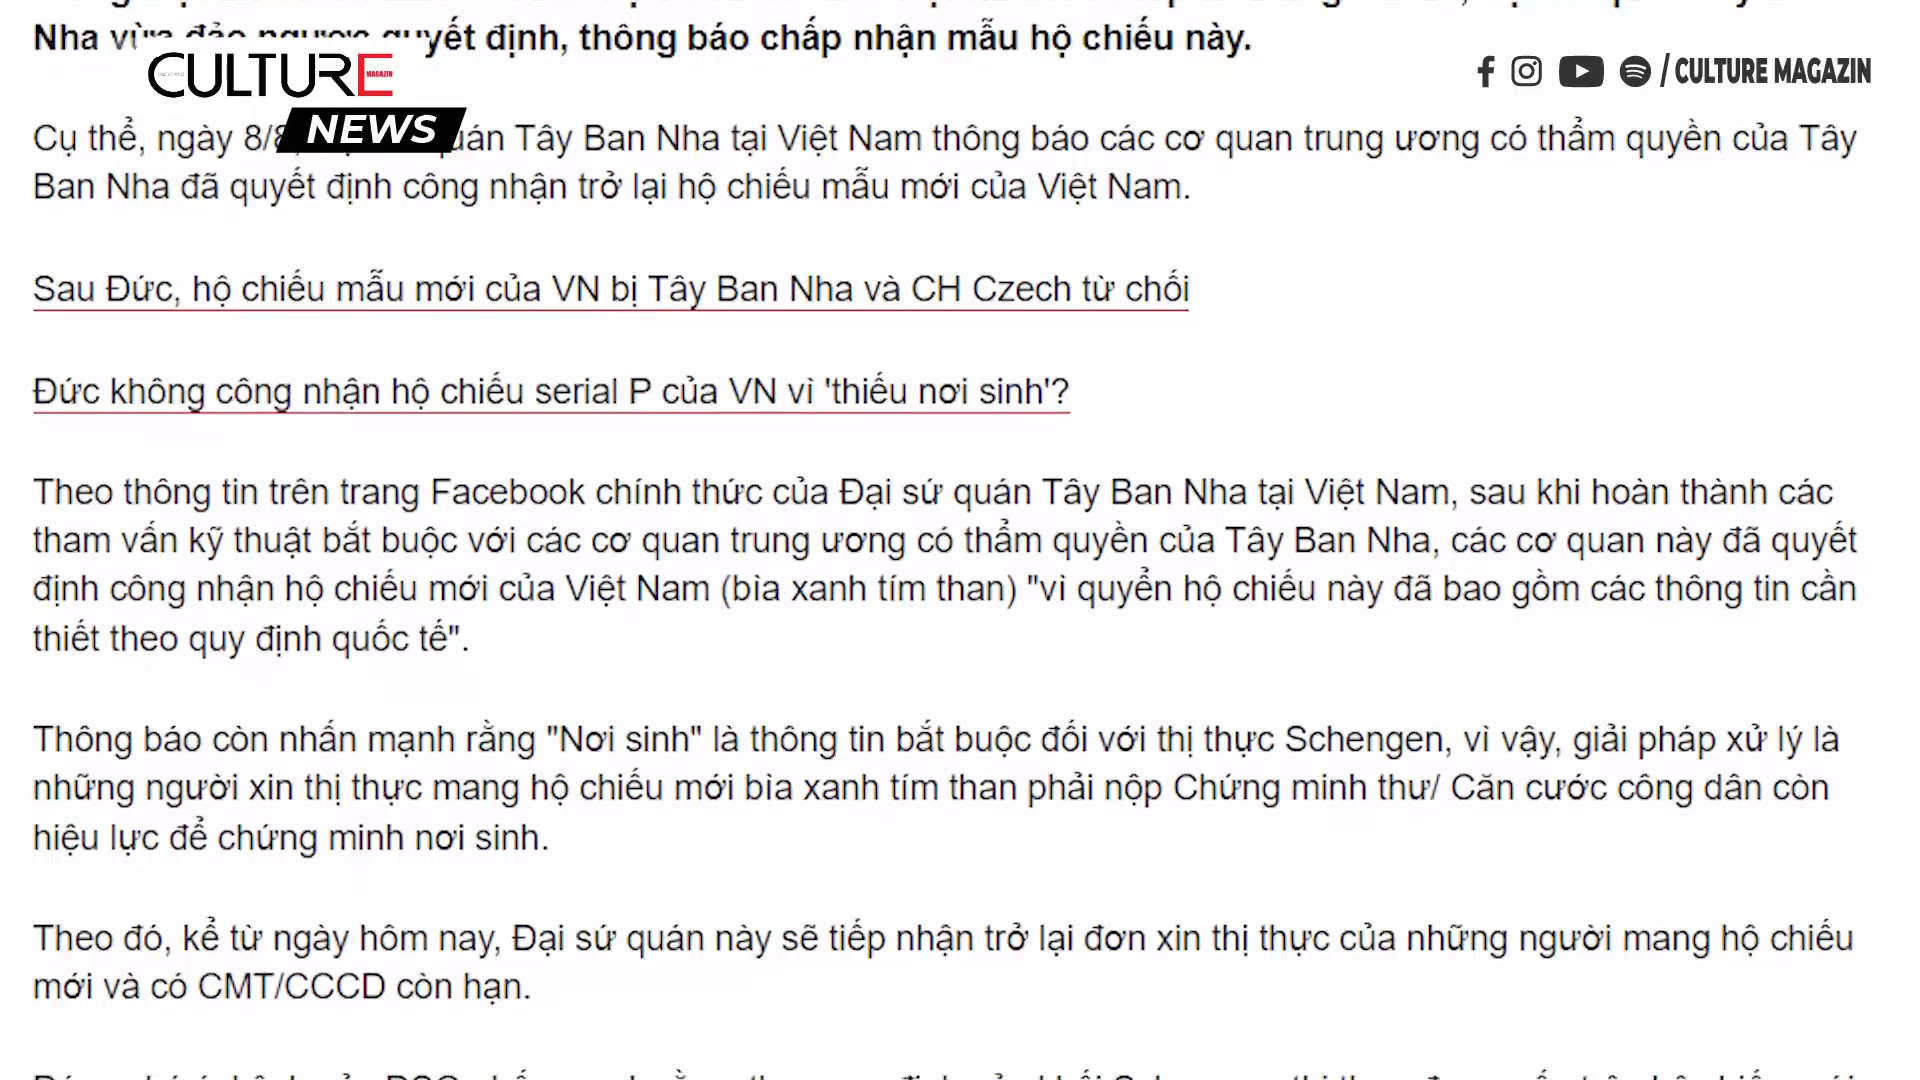 Nha vừa đảo ngược quyết định, thông báo chấp nhận mẫu hộ chiếu này.
CULTURE
MAGAZIN
NEWS
/ CULTURE MAGAZIN
Cụ thể, ngày 8/8, quán Tây Ban Nha tại Việt Nam thông báo các cơ quan trung ương có thẩm quyền của Tây
Ban Nha đã quyết định công nhận trở lại hộ chiếu mẫu mới của Việt Nam.
Sau Đức, hộ chiếu mẫu mới của VN bị Tây Ban Nha và CH Czech từ chối
Đức không công nhận hộ chiếu serial P của VN vì 'thiếu nơi sinh'?
Theo thông tin trên trang Facebook chính thức của Đại sứ quán Tây Ban Nha tại Việt Nam, sau khi hoàn thành các
tham vấn kỹ thuật bắt buộc với các cơ quan trung ương có thẩm quyền của Tây Ban Nha, các cơ quan này đã quyết
định công nhận hộ chiếu mới của Việt Nam (bìa xanh tím than) "vì quyển hộ chiếu này đã bao gồm các thông tin cần
thiết theo quy định quốc tế".
Thông báo còn nhấn mạnh rằng "Nơi sinh" là thông tin bắt buộc đối với thị thực Schengen, vì vậy, giải pháp xử lý là
những người xin thị thực mang hộ chiếu mới bìa xanh tím than phải nộp Chứng minh thư/ Căn cước công dân còn
hiệu lực để chứng minh nơi sinh.
Theo đó, kể từ ngày hôm nay, Đại sứ quán này sẽ tiếp nhận trở lại đơn xin thị thực của những người mang hộ chiếu
mới và có CMT/CCCD còn hạn.